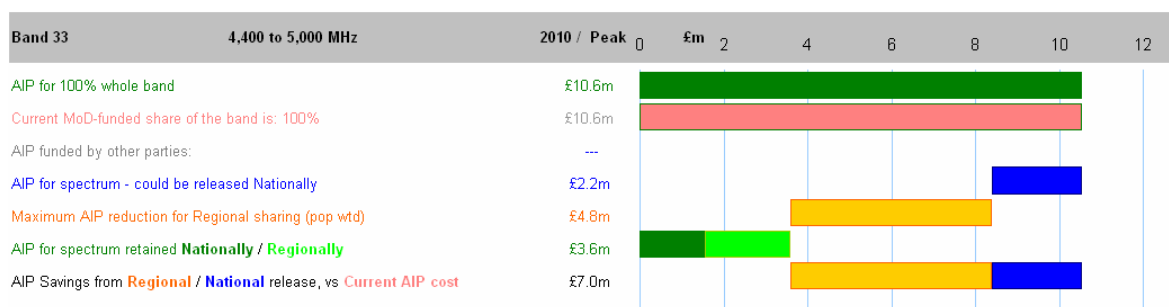 Band 33 4,400 to 5,000 MHz 2010 / Peak 0 £m 2 4 6 8 10 12
AIP for 100% whole band £10.6m
Current MoD-funded share of the band is: 100% £10.6m
AIP funded by other parties: ---
AIP for spectrum - could be released Nationally £2.2m
Maximum AIP reduction for Regional sharing (pop wtd) £4.8m
AIP for spectrum retained Nationally / Regionally £3.6m
AIP Savings from Regional / National release, vs Current AIP cost £7.0m